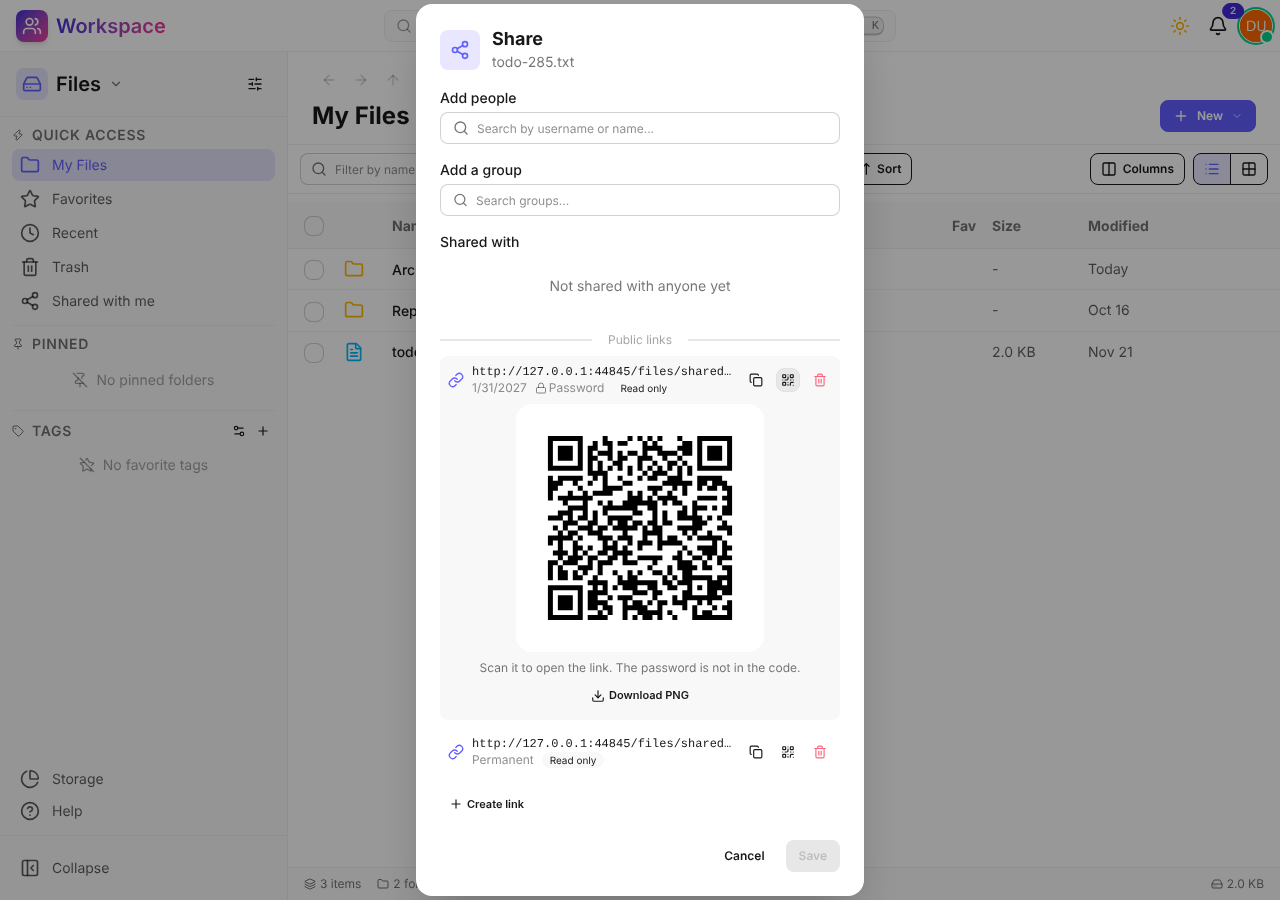 Workspace
K
2
DU
Files
QUICK ACCESS
My Files
Favorites
Recent
Trash
Shared with me
PINNED
No pinned folders
TAGS
No favorite tags
Storage
Help
Collapse
My Files
New
Filter by name
Sort
Columns
Fav
Size
Modified
-
Today
-
Oct 16
2.0 KB
Nov 21
3 items
2.0 KB
Share
todo-285.txt
Add people
Search by username or name...
Add a group
Search groups...
Shared with
Not shared with anyone yet
Public links
http://127.0.0.1:44845/files/shared…
1/31/2027 Password Read only
Scan it to open the link. The password is not in the code.
Download PNG
http://127.0.0.1:44845/files/shared…
Permanent Read only
Create link
Cancel
Save